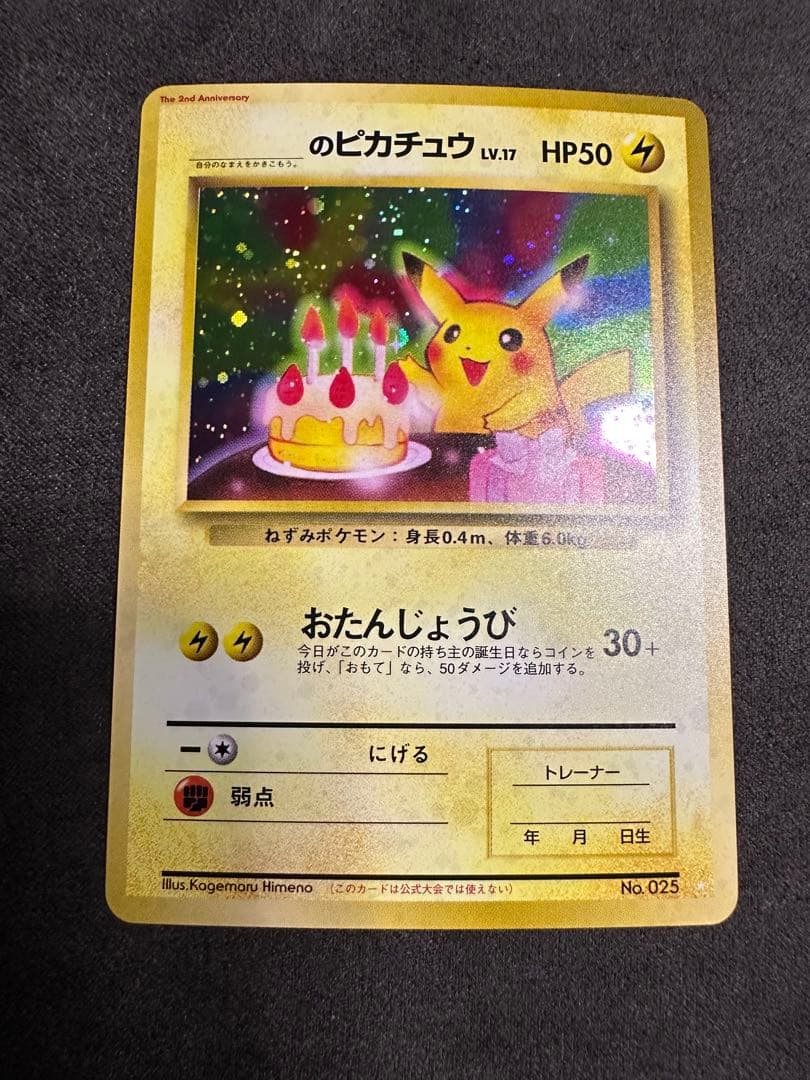 The 2nd Anniversary
のピカチュウ LV.17 HP50
自分のなまえをかきこもう。
ねずみポケモン：身長0.4m、体重6.0kg
おたんじょうび
今日がこのカードの持ち主の誕生日ならコインを
投げ、「おもて」なら、50ダメージを追加する。
30+
にげる
弱点
トレーナー
年 月 日生
Illus.Kagemaru Himeno (このカードは公式大会では使えない) No. 025